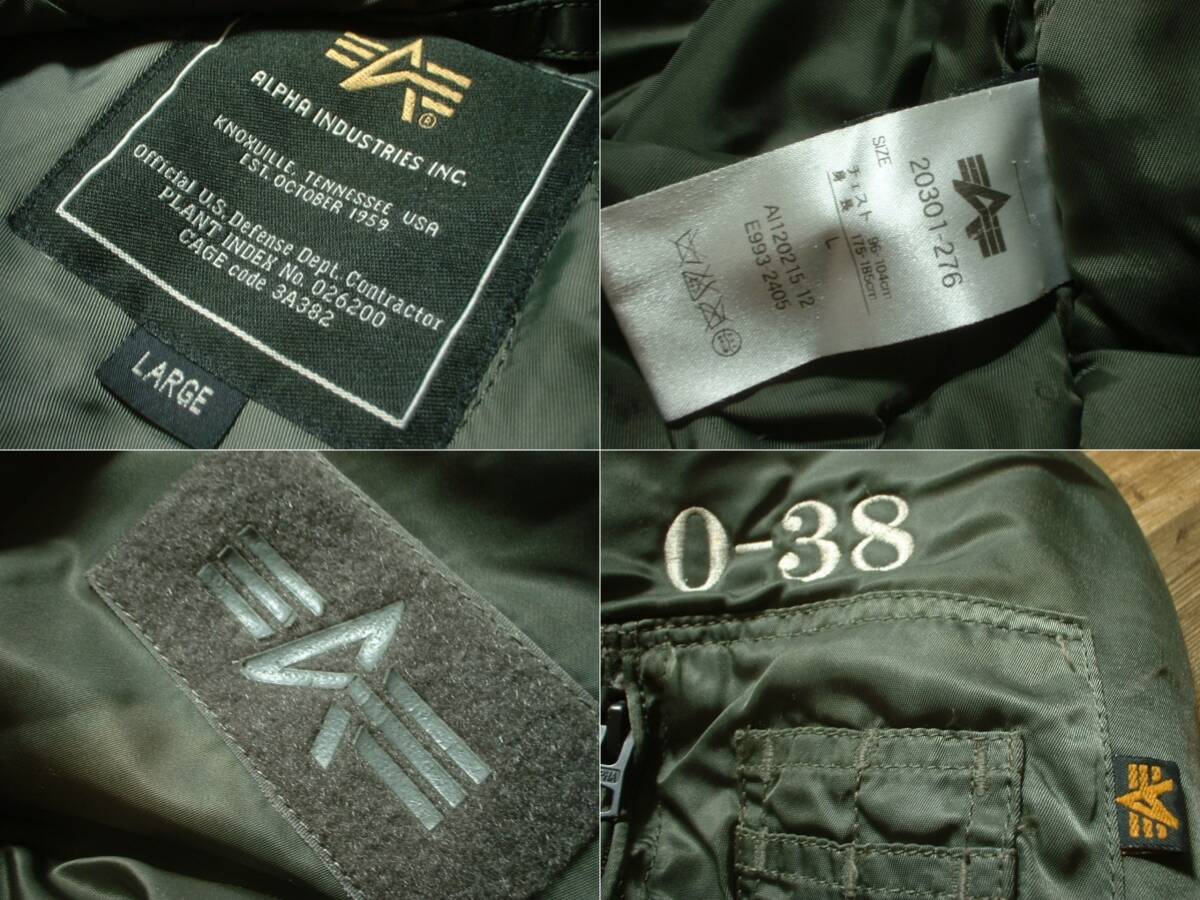 ALPHA INDUSTRIES INC.
KNOXVILLE, TENNESSEE USA
EST. OCTOBER 1959
Official U.S. Defense Dept. Contractor
PLANT INDEX No. 026200
CAGE code 3A382
LARGE
20301-276
SIZE
チェスト 96-104cm
身長 175-185cm
L
AI120215-12
E993 2405
0-38